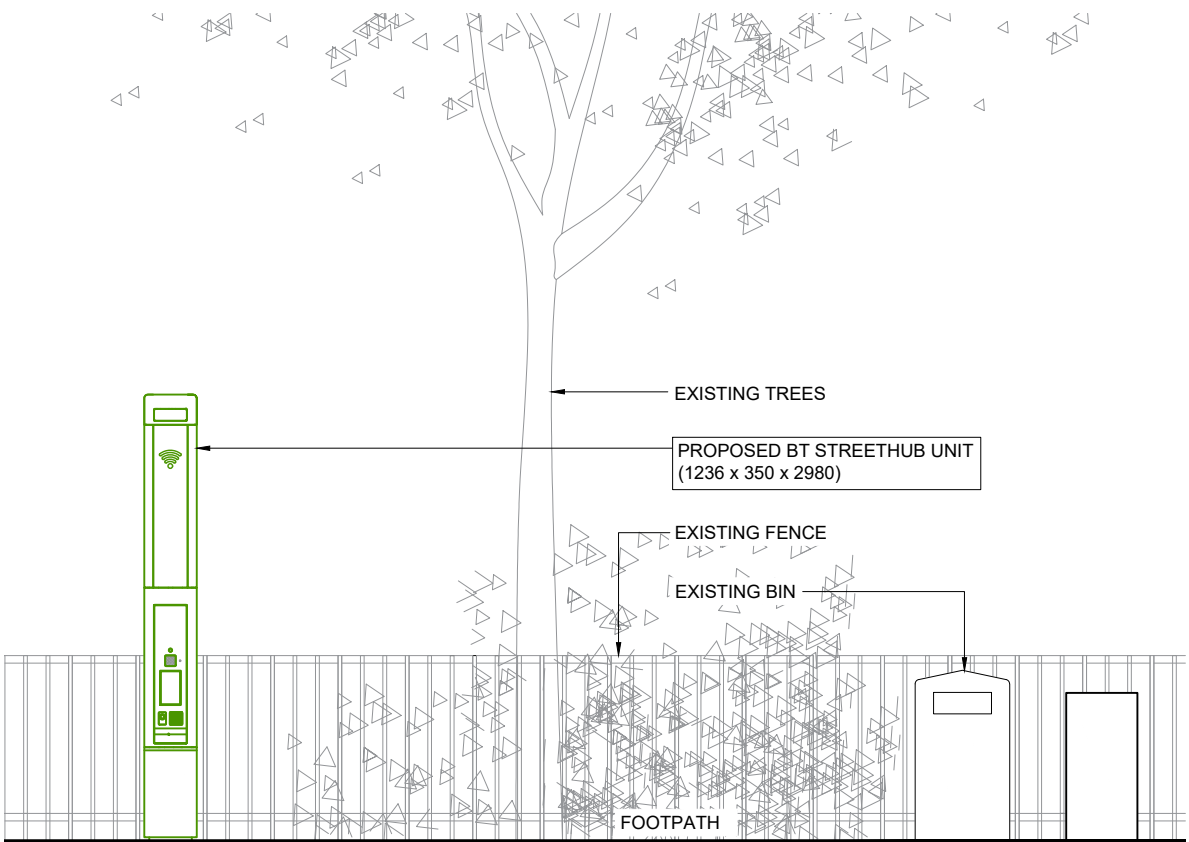 EXISTING TREES
PROPOSED BT STREETHUB UNIT
(1236 x 350 x 2980)
EXISTING FENCE
EXISTING BIN
FOOTPATH